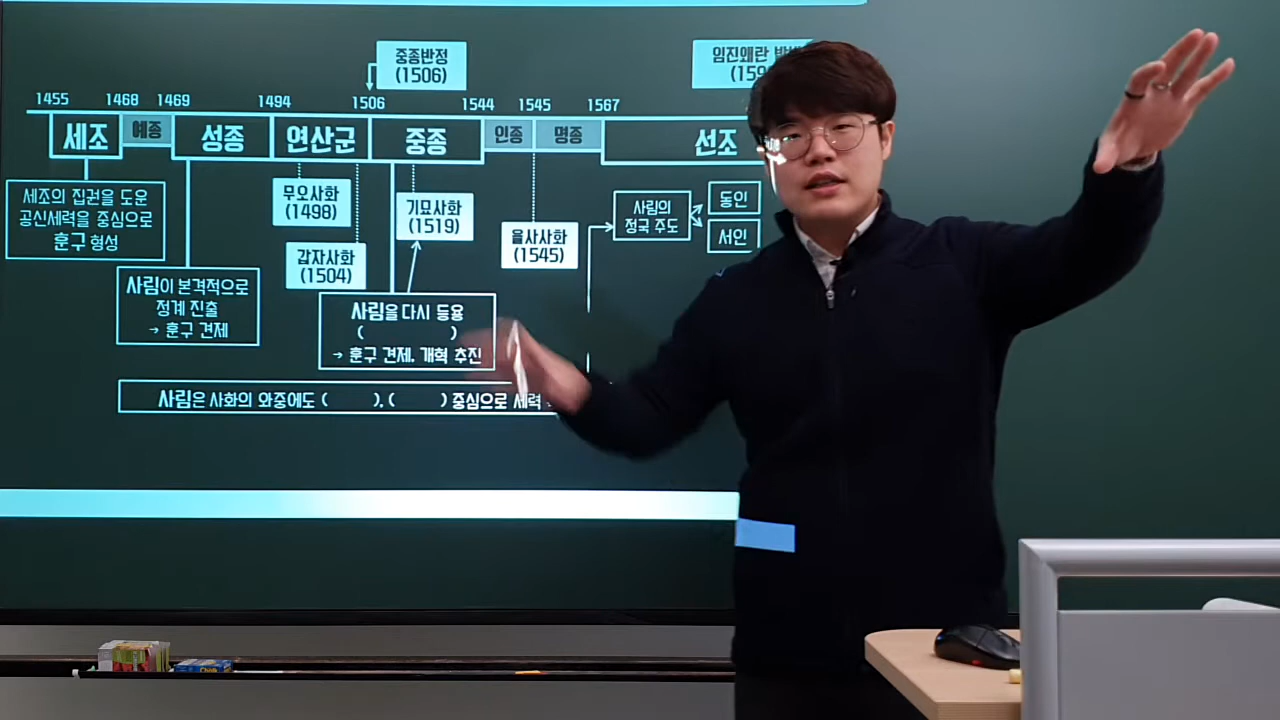 중종반정
(1506)
임진왜란
1455 1468 1469 1494 1506 1544 1545 1567
세조 예종 성종 연산군 중종 인종 명종 선조
세조의 집권을 도운
공신세력을 중심으로
훈구 형성
무오사화
(1498)
기묘사화
(1519)
을사사화
(1545)
사림의
정국 주도
동인
서인
갑자사화
(1504)
사림이 본격적으로
정계 진출
→ 훈구 견제
사림을 다시 등용
( )
→ 훈구 견제, 개혁 추진
사림은 사화의 와중에도 ( ), ( ) 중심으로 세력